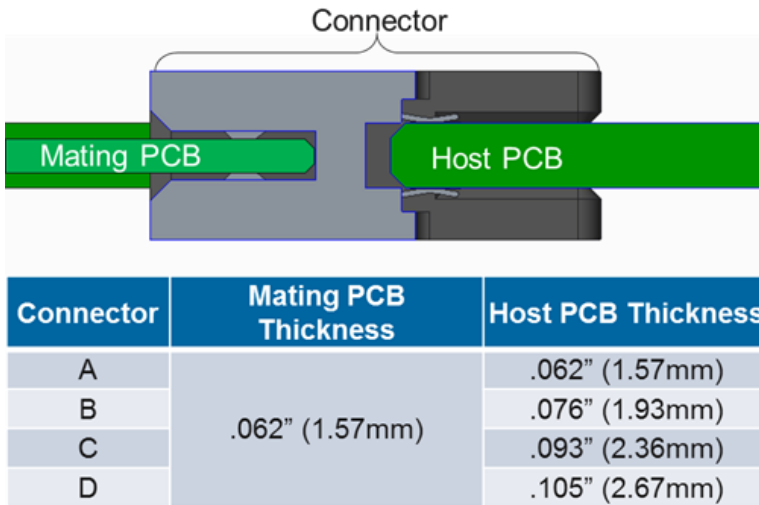 Connector
Mating PCB
Host PCB
Connector
Mating PCB
Thickness
Host PCB Thickness
A
.062” (1.57mm)
.062” (1.57mm)
B
.076” (1.93mm)
C
.093” (2.36mm)
D
.105” (2.67mm)